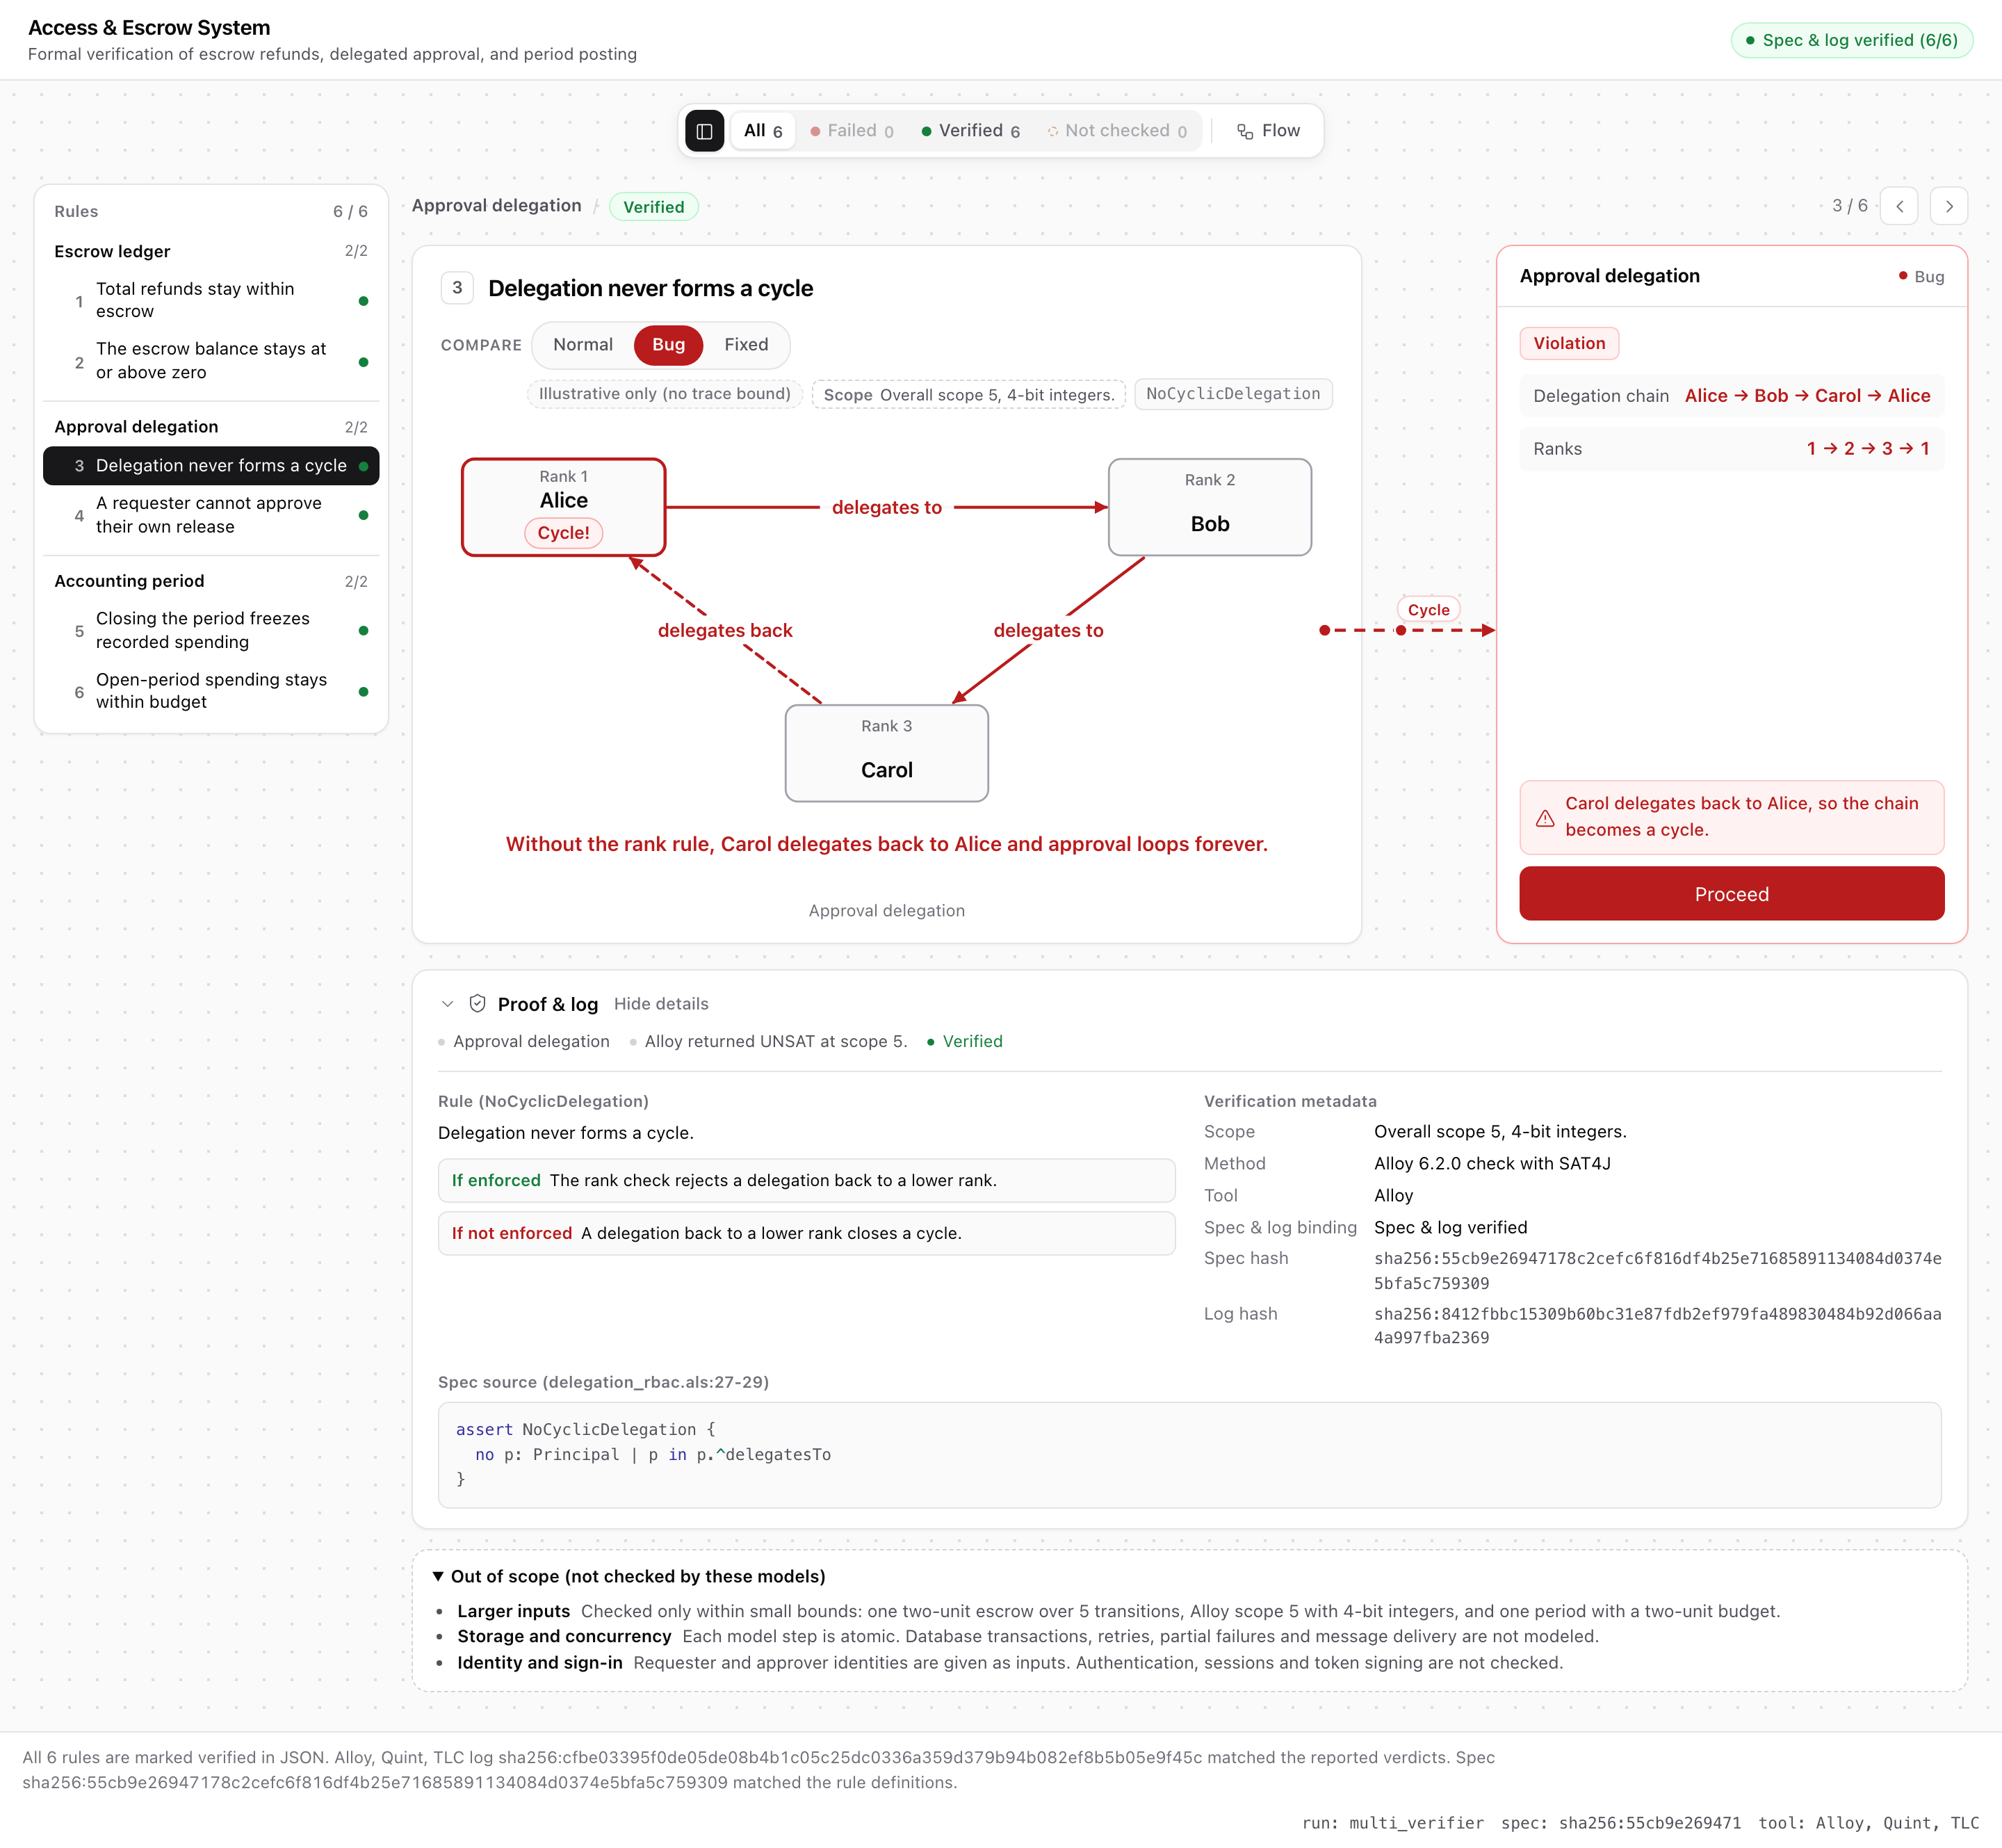 Access & Escrow System
Formal verification of escrow refunds, delegated approval, and period posting
Spec & log verified (6/6)
All 6
Failed 0
Verified 6
Not checked 0
Flow
Rules 6 / 6
Escrow ledger 2/2
1 Total refunds stay within
escrow
2 The escrow balance stays at
or above zero
Approval delegation 2/2
3 Delegation never forms a cycle
4 A requester cannot approve
their own release
Accounting period 2/2
5 Closing the period freezes
recorded spending
6 Open-period spending stays
within budget
Approval delegation / Verified
3 / 6
3 Delegation never forms a cycle
COMPARE Normal Bug Fixed
Illustrative only (no trace bound) Scope Overall scope 5, 4-bit integers. NoCyclicDelegation
Rank 1
Alice
Cycle!
delegates to
Rank 2
Bob
delegates back
delegates to
Rank 3
Carol
Without the rank rule, Carol delegates back to Alice and approval loops forever.
Approval delegation
Cycle
Approval delegation Bug
Violation
Delegation chain Alice → Bob → Carol → Alice
Ranks 1 → 2 → 3 → 1
Carol delegates back to Alice, so the chain
becomes a cycle.
Proceed
Proof & log Hide details
Approval delegation Alloy returned UNSAT at scope 5. Verified
Rule (NoCyclicDelegation)
Delegation never forms a cycle.
If enforced The rank check rejects a delegation back to a lower rank.
If not enforced A delegation back to a lower rank closes a cycle.
Verification metadata
Scope Overall scope 5, 4-bit integers.
Method Alloy 6.2.0 check with SAT4J
Tool Alloy
Spec & log binding Spec & log verified
Spec hash sha256:55cb9e26947178c2cefc6f816df4b25e71685891134084d0374e
5bfa5c759309
Log hash sha256:8412fbbc15309b60bc31e87fdb2ef979fa489830484b92d066aa
4a997fba2369
Spec source (delegation_rbac.als:27-29)
assert NoCyclicDelegation {
  no p: Principal | p in p.^delegatesTo
}
Out of scope (not checked by these models)
• Larger inputs Checked only within small bounds: one two-unit escrow over 5 transitions, Alloy scope 5 with 4-bit integers, and one period with a two-unit budget.
• Storage and concurrency Each model step is atomic. Database transactions, retries, partial failures and message delivery are not modeled.
• Identity and sign-in Requester and approver identities are given as inputs. Authentication, sessions and token signing are not checked.
All 6 rules are marked verified in JSON. Alloy, Quint, TLC log sha256:cfbe03395f0de05de08b4b1c05c25dc0336a359d379b94b082ef8b5b05e9f45c matched the reported verdicts. Spec
sha256:55cb9e26947178c2cefc6f816df4b25e71685891134084d0374e5bfa5c759309 matched the rule definitions.
run: multi_verifier spec: sha256:55cb9e269471 tool: Alloy, Quint, TLC